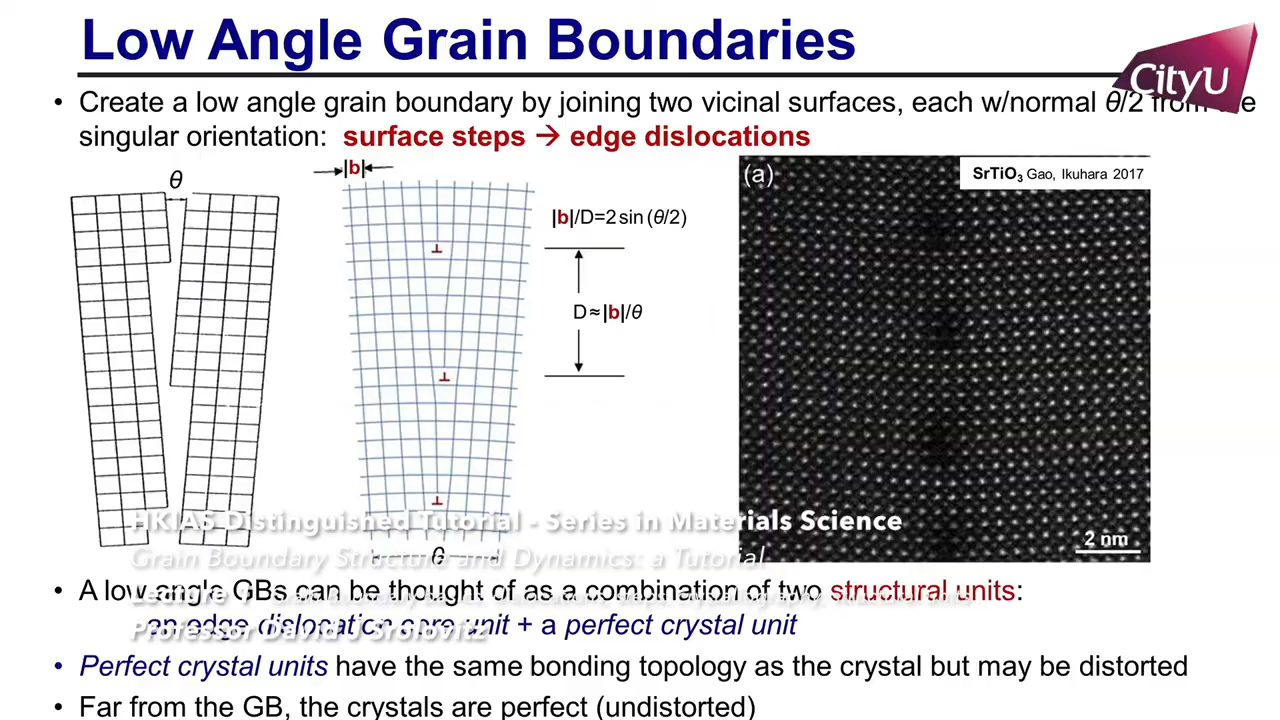 Low Angle Grain Boundaries
CityU
• Create a low angle grain boundary by joining two vicinal surfaces, each w/normal θ/2 from the
singular orientation: surface steps → edge dislocations
|b|
θ
(a)
SrTiO3 Gao, Ikuhara 2017
|b|/D=2 sin (θ/2)
⊥
D≈|b|/θ
⊥
⊥
HKIAS Distinguished Tutorial - Series in Materials Science
2 nm
θ
Grain Boundary Structure and Dynamics: a Tutorial
• A low angle GBs can be thought of as a combination of two structural units:
Lecture 1
an edge dislocation core unit + a perfect crystal unit
Professor David J Srolovitz
• Perfect crystal units have the same bonding topology as the crystal but may be distorted
• Far from the GB, the crystals are perfect (undistorted)